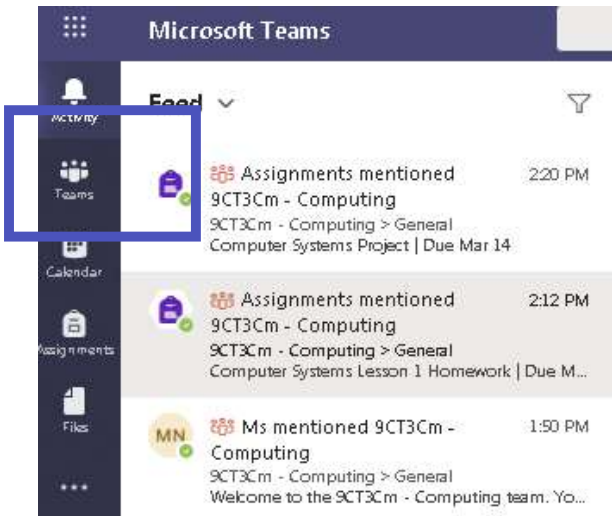 Microsoft Teams
Activity
Feed
Teams
Calendar
Assignments
Files
...
Assignments mentioned 2:20 PM
9CT3Cm - Computing
9CT3Cm - Computing > General
Computer Systems Project | Due Mar 14
Assignments mentioned 2:12 PM
9CT3Cm - Computing
9CT3Cm - Computing > General
Computer Systems Lesson 1 Homework | Due M...
MN
Ms mentioned 9CT3Cm - 1:50 PM
Computing
9CT3Cm - Computing > General
Welcome to the 9CT3Cm - Computing team. Yo...